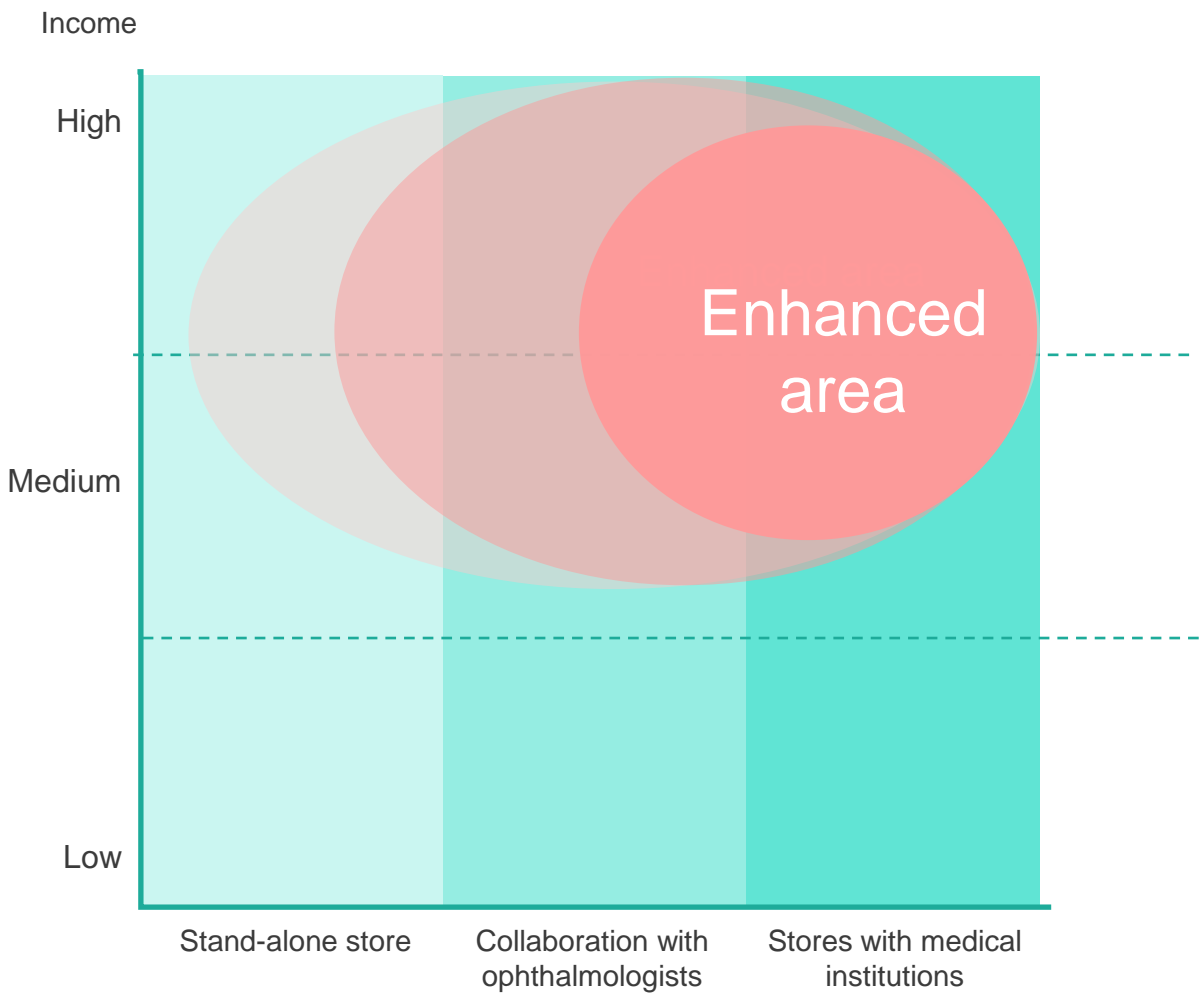 Income
High
Enhanced
area
Medium
Low
Stand-alone store
Collaboration with
ophthalmologists
Stores with medical
institutions